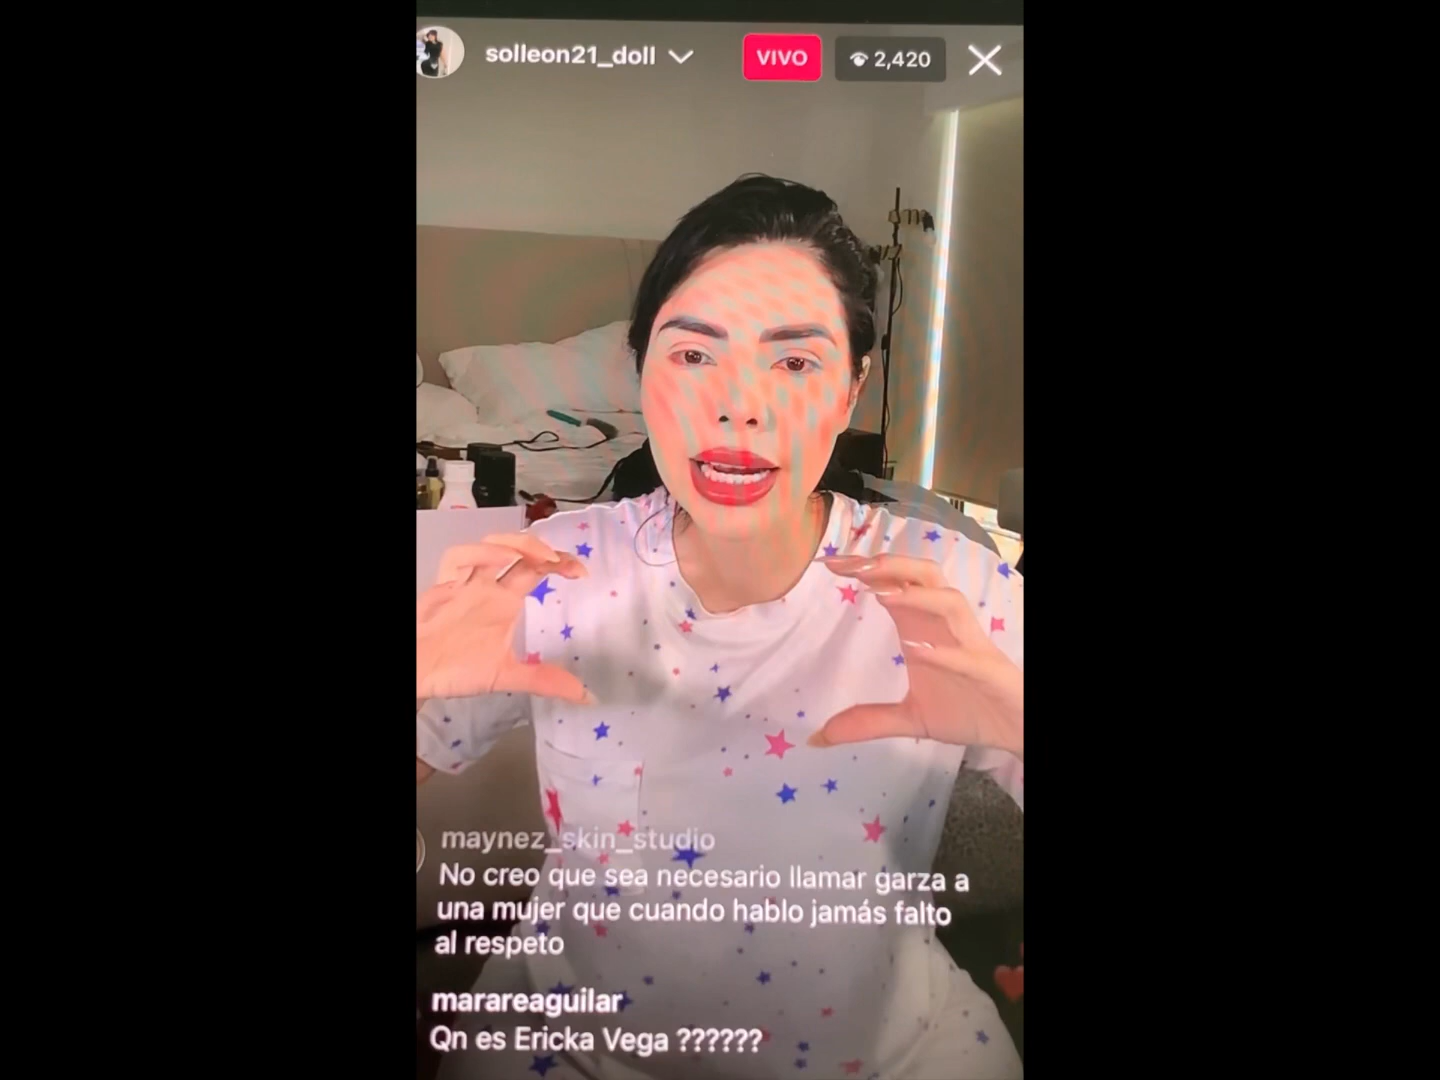 solleon21_doll
VIVO
2,420
maynez_skin_studio
No creo que sea necesario llamar garza a
una mujer que cuando hablo jamás falto
al respeto
marareaguilar
Qn es Ericka Vega ??????